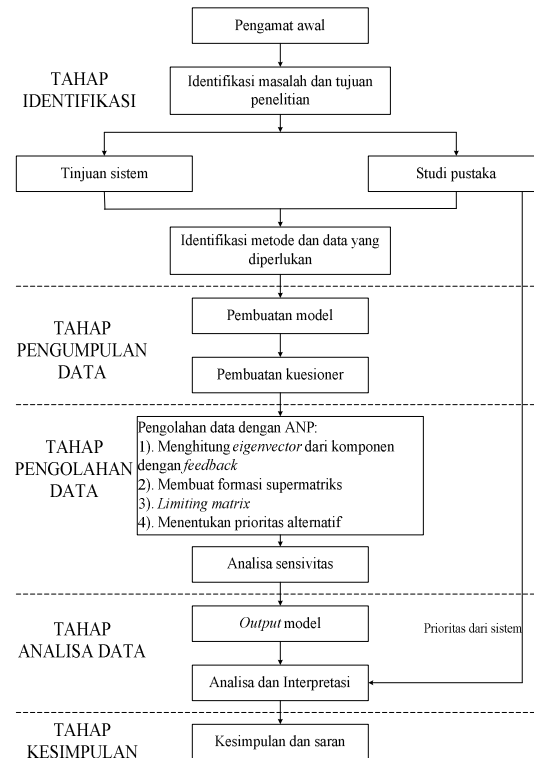 Pengamat awal
TAHAP
IDENTIFIKASI
Identifikasi masalah dan tujuan
penelitian
Tinjuan sistem
Studi pustaka
Identifikasi metode dan data yang
diperlukan
TAHAP
PENGUMPULAN
DATA
Pembuatan model
Pembuatan kuesioner
TAHAP
PENGOLAHAN
DATA
Pengolahan data dengan ANP:
1). Menghitung eigenvector dari komponen
dengan feedback
2). Membuat formasi supermatriks
3). Limiting matrix
4). Menentukan prioritas alternatif
Analisa sensivitas
TAHAP
ANALISA DATA
Output model
Prioritas dari sistem
Analisa dan Interpretasi
TAHAP
KESIMPULAN
Kesimpulan dan saran